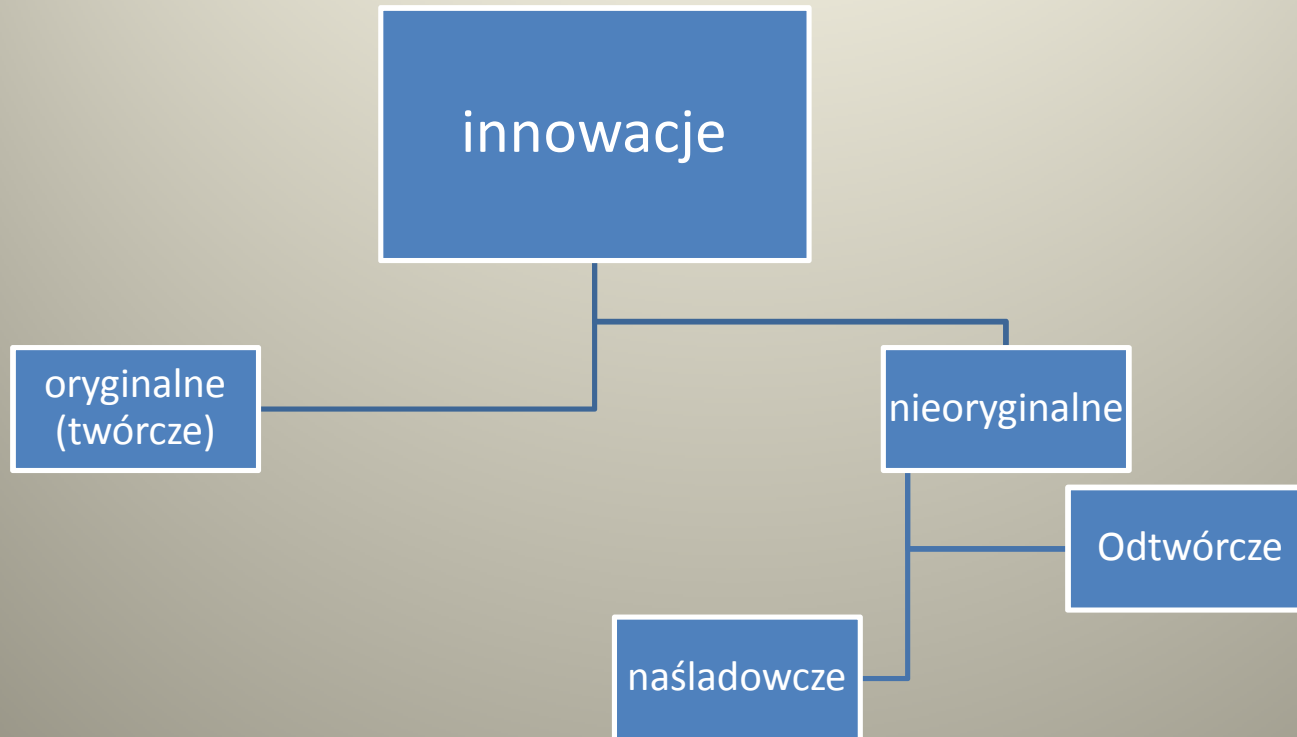 innowacje
oryginalne
(twórcze)
nieoryginalne
Odtwórcze
naśladowcze